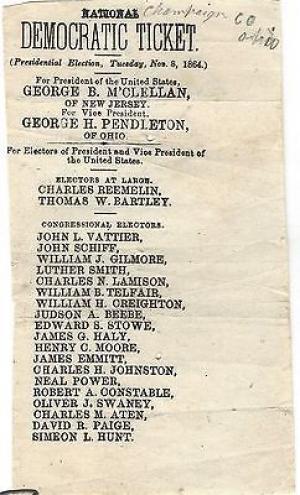 NATIONAL
Champaign CO
DEMOCRATIC TICKET.
(Presidential Election, Tuesday, Nov. 8, 1864.)
For President of the United States,
GEORGE B. M'CLELLAN,
OF NEW JERSEY.
For Vice President,
GEORGE H. PENDLETON,
OF OHIO
For Electors of President and Vice President of
the United States.
ELECTORS AT LARGE.
CHARLES REEMELIN,
THOMAS W. BARTLEY.
CONGRESSIONAL ELECTORS.
JOHN L. VATTIER,
JOHN SCHIFF,
WILLIAM J. GILMORE,
LUTHER SMITH,
CHARLES N. LAMISON,
WILLIAM B. TELFAIR,
WILLIAM H. CREIGHTON,
JUDSON A. BEEBE,
EDWARD S. STOWE,
JAMES G. HALY,
HENRY C. MOORE,
JAMES EMMITT,
CHARLES H. JOHNSTON,
NEAL POWER,
ROBERT A. CONSTABLE,
OLIVER J. SWANEY,
CHARLES M. ATEN,
DAVID R. PAIGE,
SIMEON L. HUNT.